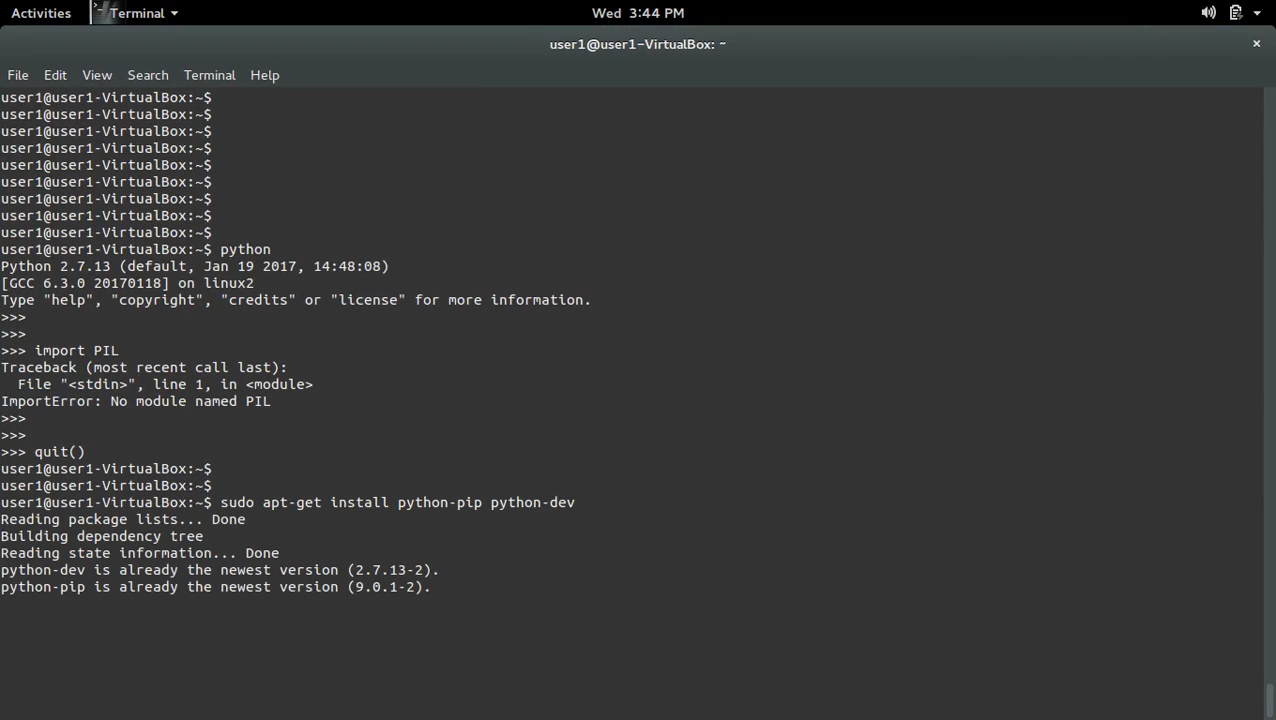 Activities Terminal Wed 3:44 PM
user1@user1-VirtualBox: ~ ×
File Edit View Search Terminal Help
user1@user1-VirtualBox:~$
user1@user1-VirtualBox:~$
user1@user1-VirtualBox:~$
user1@user1-VirtualBox:~$
user1@user1-VirtualBox:~$
user1@user1-VirtualBox:~$
user1@user1-VirtualBox:~$
user1@user1-VirtualBox:~$
user1@user1-VirtualBox:~$
user1@user1-VirtualBox:~$ python
Python 2.7.13 (default, Jan 19 2017, 14:48:08)
[GCC 6.3.0 20170118] on linux2
Type "help", "copyright", "credits" or "license" for more information.
>>>
>>>
>>> import PIL
Traceback (most recent call last):
  File "<stdin>", line 1, in <module>
ImportError: No module named PIL
>>>
>>>
>>> quit()
user1@user1-VirtualBox:~$
user1@user1-VirtualBox:~$
user1@user1-VirtualBox:~$ sudo apt-get install python-pip python-dev
Reading package lists... Done
Building dependency tree
Reading state information... Done
python-dev is already the newest version (2.7.13-2).
python-pip is already the newest version (9.0.1-2).